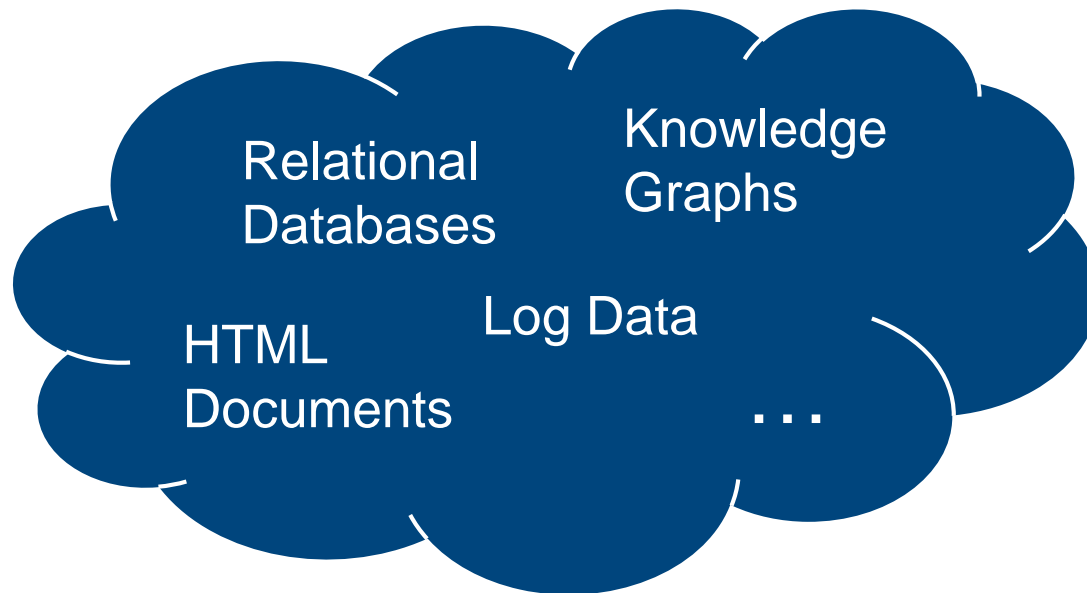 Relational
Databases
Knowledge
Graphs
Log Data
HTML
Documents
...